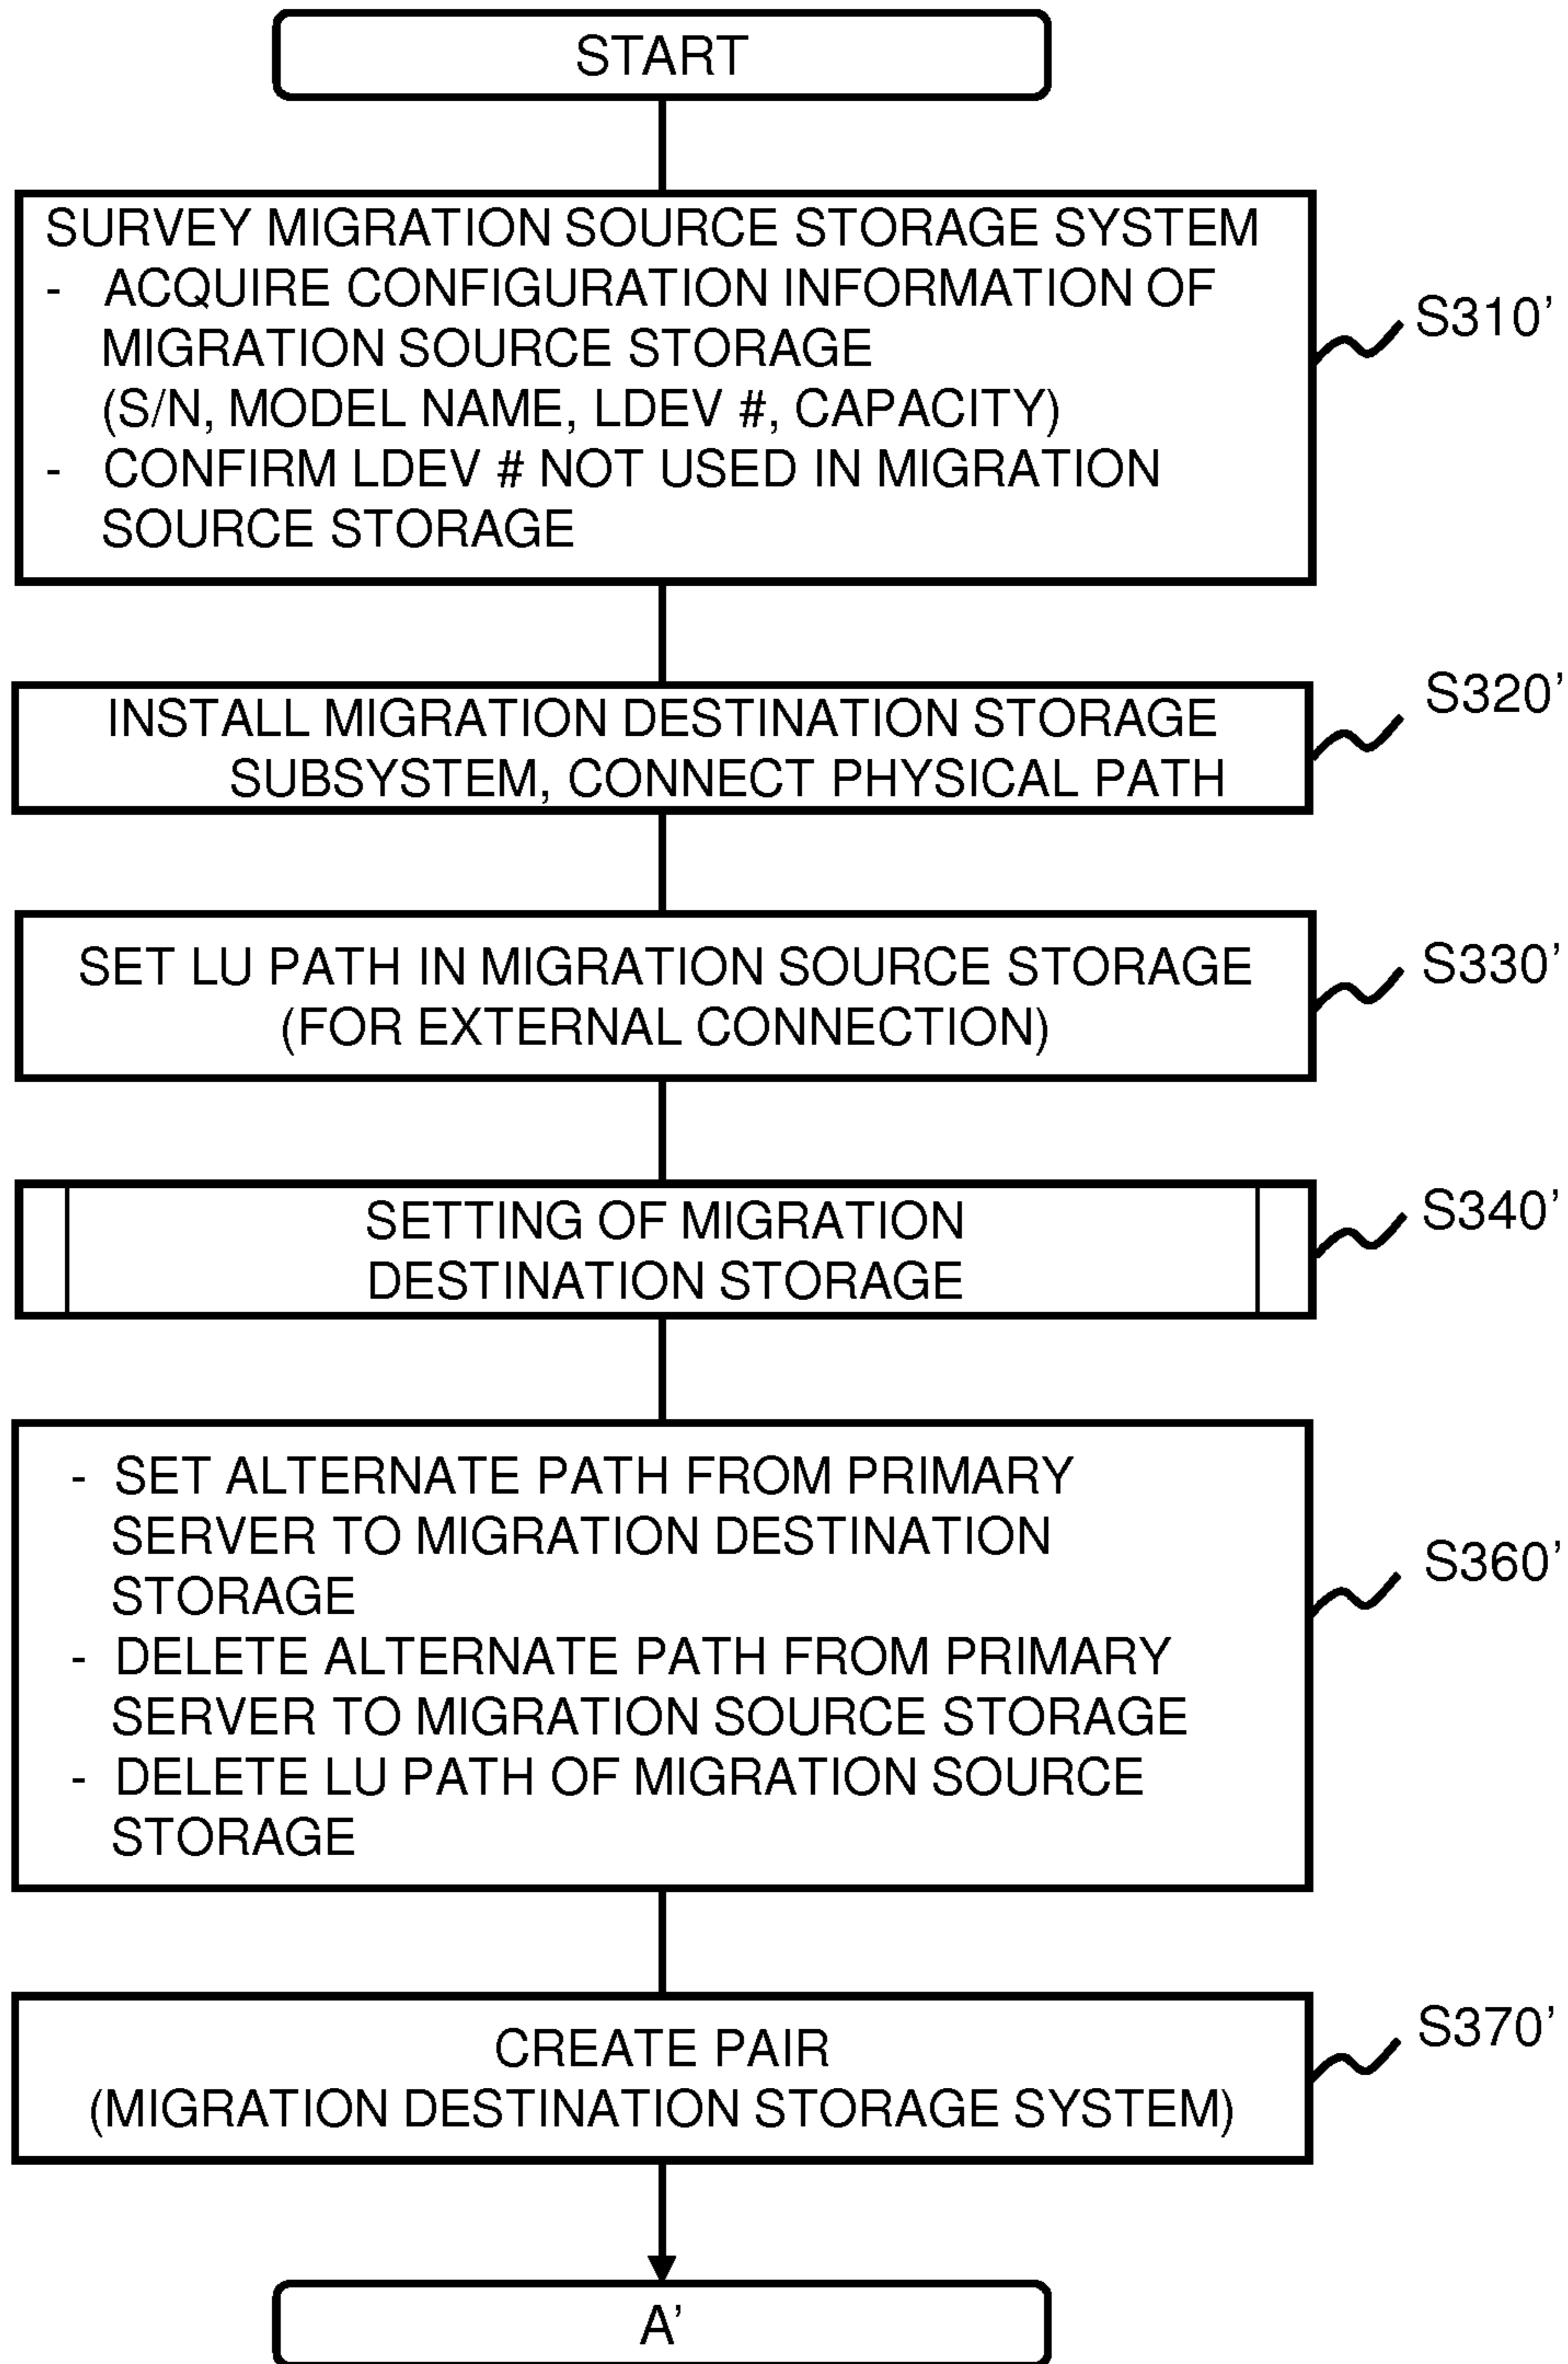 START
SURVEY MIGRATION SOURCE STORAGE SYSTEM
- ACQUIRE CONFIGURATION INFORMATION OF
MIGRATION SOURCE STORAGE
(S/N, MODEL NAME, LDEV #, CAPACITY)
- CONFIRM LDEV # NOT USED IN MIGRATION
SOURCE STORAGE
S310'
INSTALL MIGRATION DESTINATION STORAGE
SUBSYSTEM, CONNECT PHYSICAL PATH
S320'
SET LU PATH IN MIGRATION SOURCE STORAGE
(FOR EXTERNAL CONNECTION)
S330'
SETTING OF MIGRATION
DESTINATION STORAGE
S340'
- SET ALTERNATE PATH FROM PRIMARY
SERVER TO MIGRATION DESTINATION
STORAGE
- DELETE ALTERNATE PATH FROM PRIMARY
SERVER TO MIGRATION SOURCE STORAGE
- DELETE LU PATH OF MIGRATION SOURCE
STORAGE
S360'
CREATE PAIR
(MIGRATION DESTINATION STORAGE SYSTEM)
S370'
A'